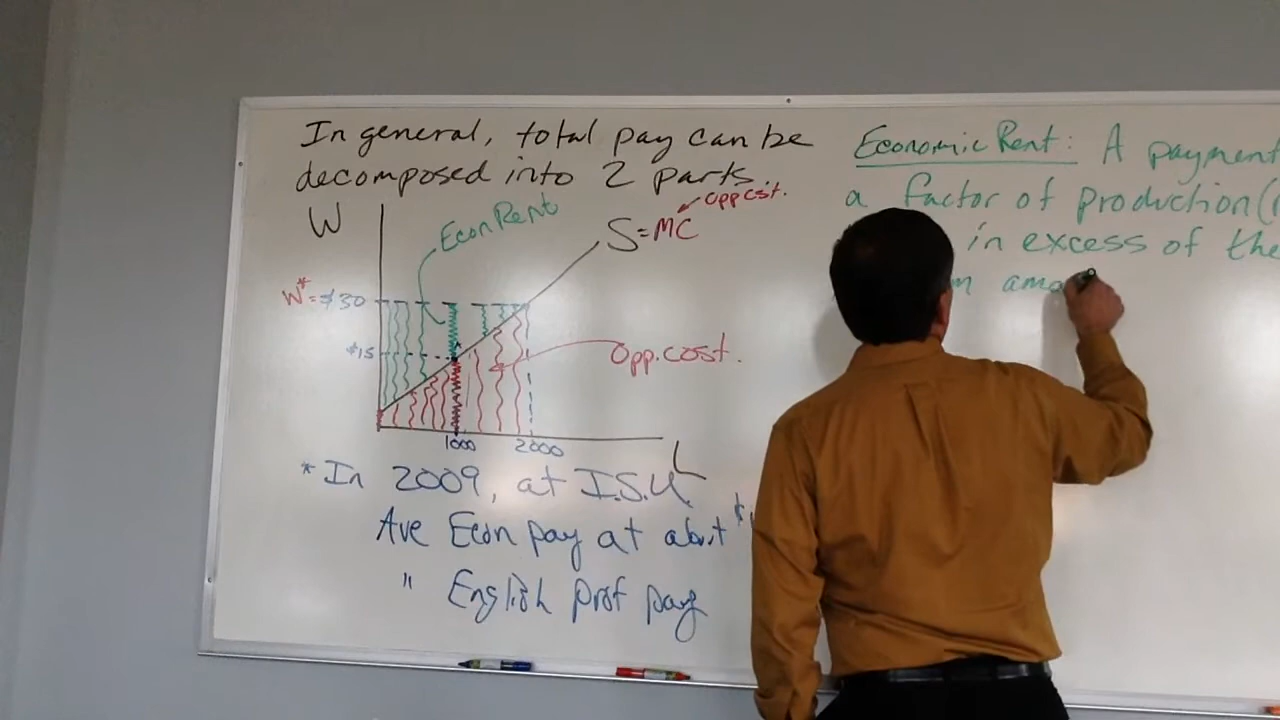 In general, total pay can be
decomposed into 2 parts.
W
Econ Rent
S=MC
opp cst.
W*=$30
$15
Opp. cost.
1000
2000
L
*In 2009, at I.S.U.
Ave Econ pay at about $
" English prof pay
Economic Rent: A payment
a factor of production (
in excess of the